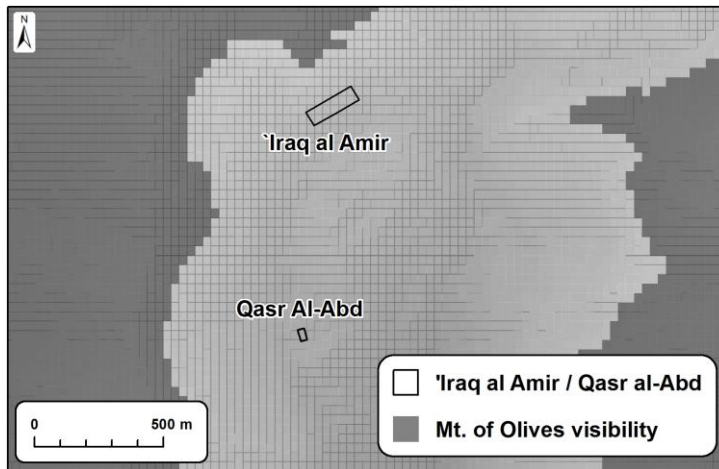 N
`Iraq al Amir
Qasr Al-Abd
0 500 m
'Iraq al Amir / Qasr al-Abd
Mt. of Olives visibility